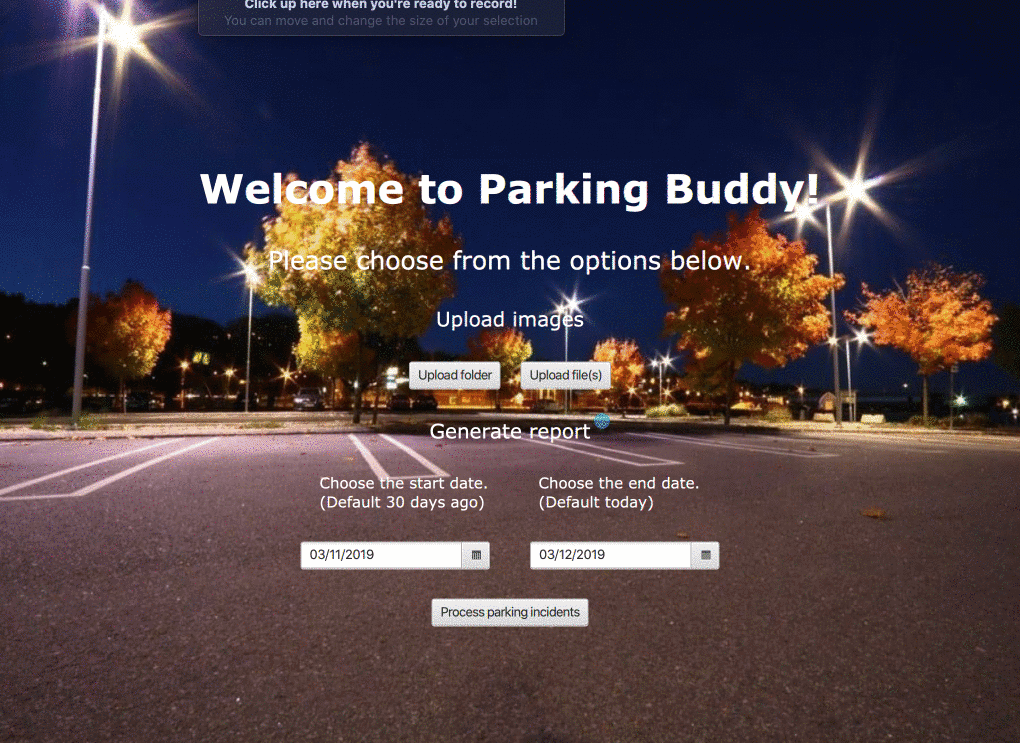 Click up here when you're ready to record!
You can move and change the size of your selection
Welcome to Parking Buddy!
Please choose from the options below.
Upload images
Upload folder Upload file(s)
Generate report
Choose the start date. Choose the end date.
(Default 30 days ago) (Default today)
03/11/2019 03/12/2019
Process parking incidents